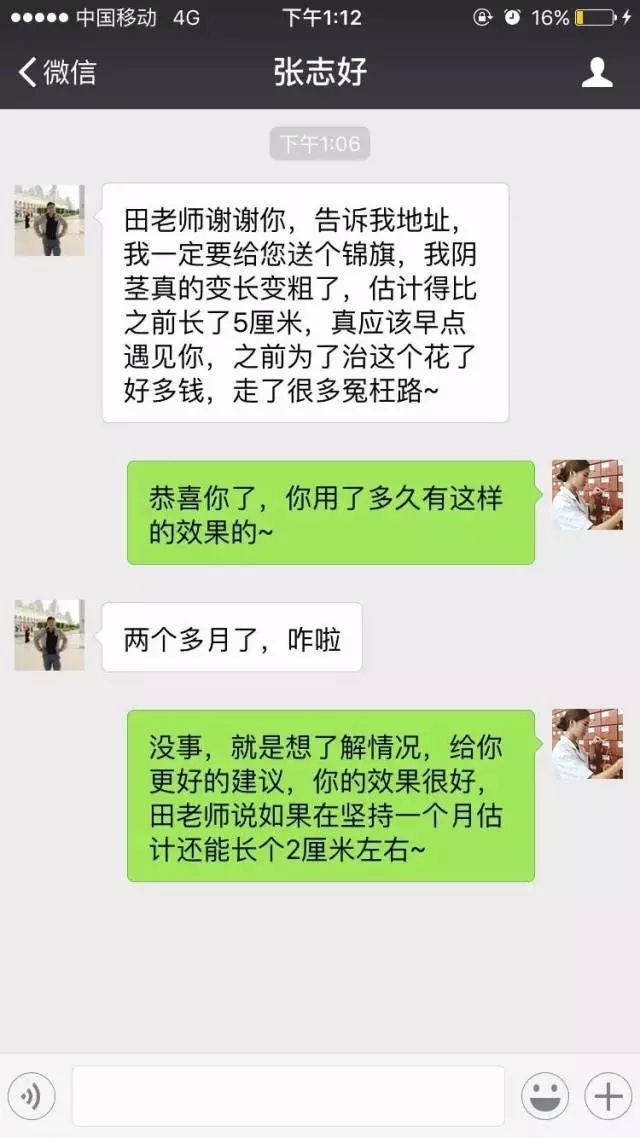 中国移动 4G 下午1:12 16%
微信 张志好
下午1:06
田老师谢谢你，告诉我地址，
我一定要给您送个锦旗，我阴
茎真的变长变粗了，估计得比
之前长了5厘米，真应该早点
遇见你，之前为了治这个花了
好多钱，走了很多冤枉路~
恭喜你了，你用了多久有这样
的效果的~
两个多月了，咋啦
没事，就是想了解情况，给你
更好的建议，你的效果很好，
田老师说如果在坚持一个月估
计还能长个2厘米左右~